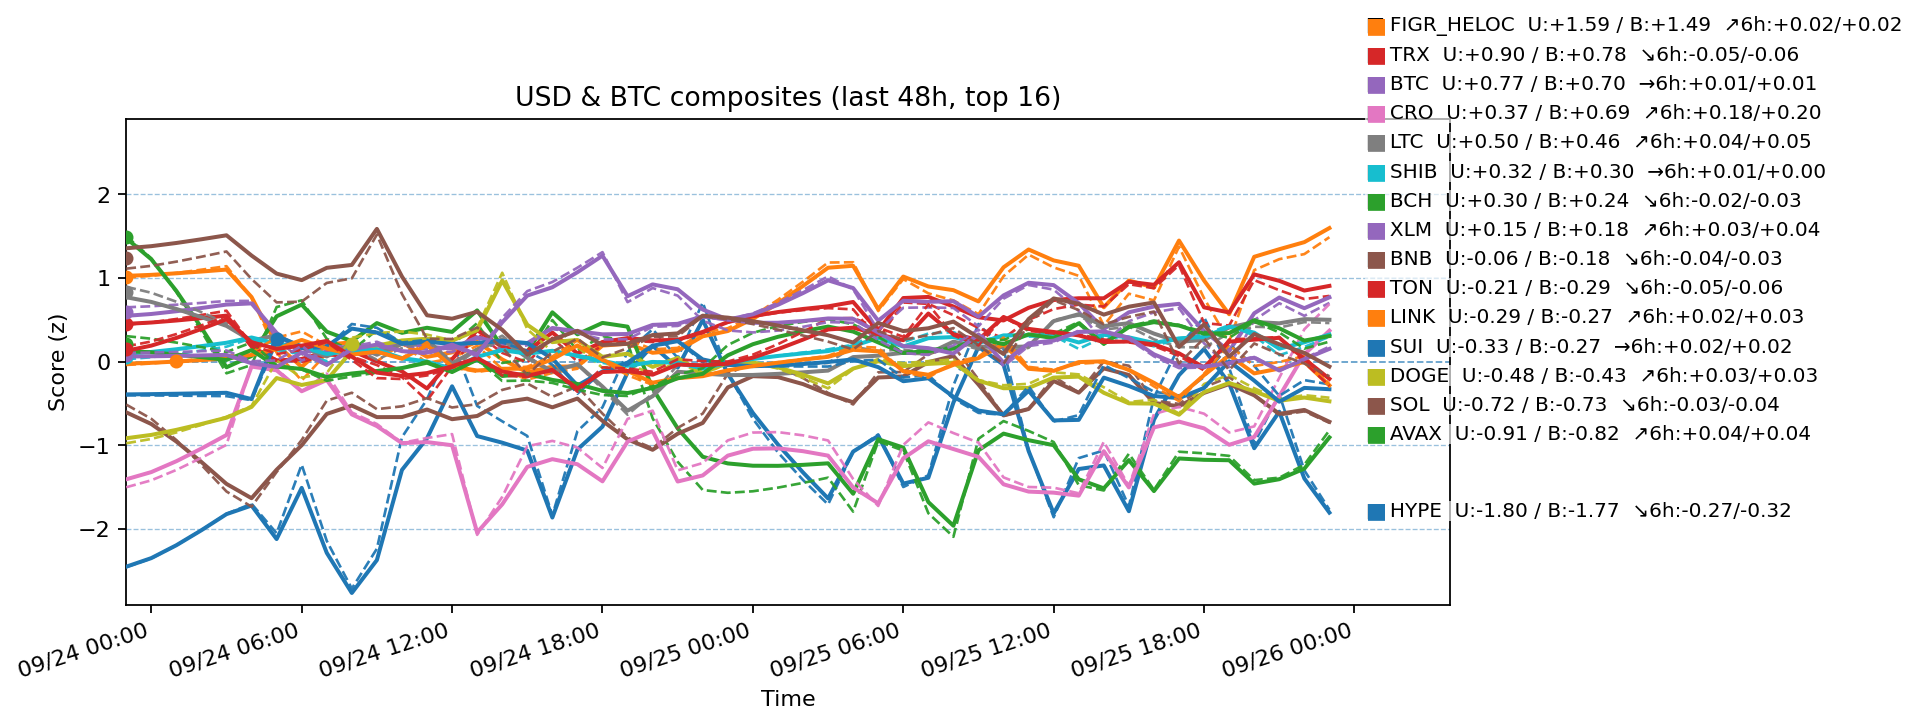 FIGR_HELOC U:+1.59 / B:+1.49 ↗6h:+0.02/+0.02
TRX U:+0.90 / B:+0.78 ↘6h:-0.05/-0.06
USD & BTC composites (last 48h, top 16)
BTC U:+0.77 / B:+0.70 →6h:+0.01/+0.01
CRO U:+0.37 / B:+0.69 ↗6h:+0.18/+0.20
LTC U:+0.50 / B:+0.46 ↗6h:+0.04/+0.05
SHIB U:+0.32 / B:+0.30 →6h:+0.01/+0.00
BCH U:+0.30 / B:+0.24 ↘6h:-0.02/-0.03
XLM U:+0.15 / B:+0.18 ↗6h:+0.03/+0.04
BNB U:-0.06 / B:-0.18 ↘6h:-0.04/-0.03
TON U:-0.21 / B:-0.29 ↘6h:-0.05/-0.06
LINK U:-0.29 / B:-0.27 ↗6h:+0.02/+0.03
SUI U:-0.33 / B:-0.27 →6h:+0.02/+0.02
DOGE U:-0.48 / B:-0.43 ↗6h:+0.03/+0.03
SOL U:-0.72 / B:-0.73 ↘6h:-0.03/-0.04
AVAX U:-0.91 / B:-0.82 ↗6h:+0.04/+0.04
HYPE U:-1.80 / B:-1.77 ↘6h:-0.27/-0.32
Score (z)
2
1
0
−1
−2
09/24 00:00
09/24 06:00
09/24 12:00
09/24 18:00
09/25 00:00
09/25 06:00
09/25 12:00
09/25 18:00
09/26 00:00
Time